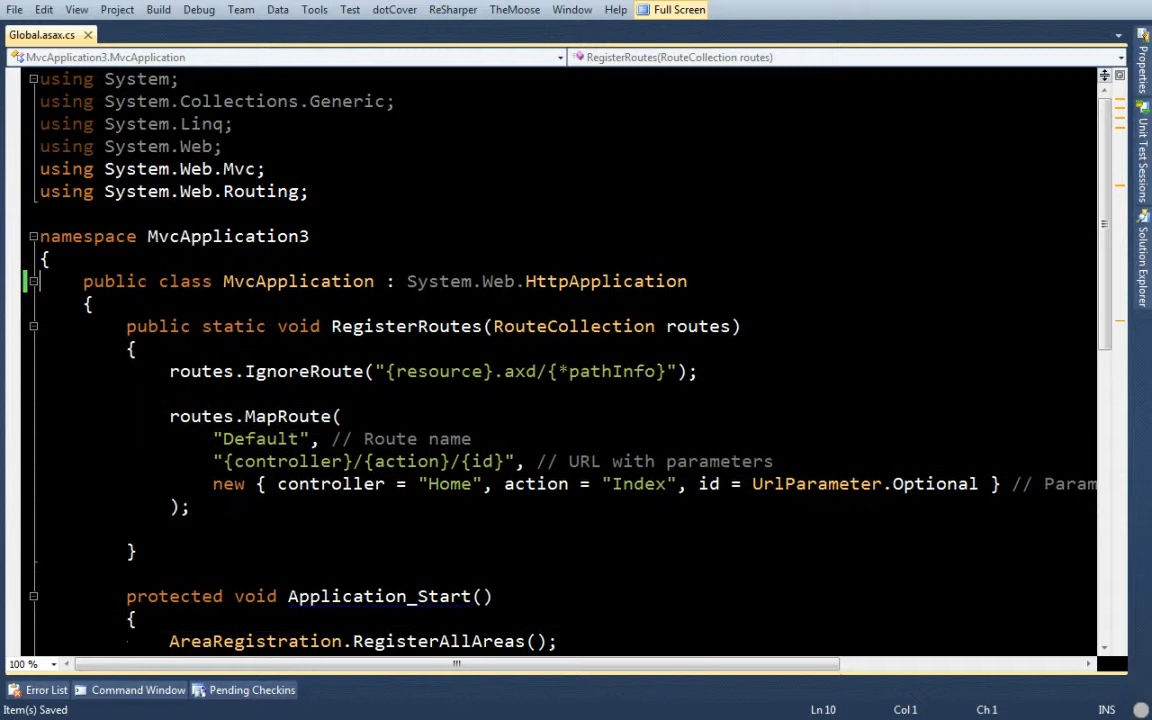 File Edit View Project Build Debug Team Data Tools Test dotCover ReSharper TheMoose Window Help Full Screen
Global.asax.cs
MvcApplication3.MvcApplication RegisterRoutes(RouteCollection routes)
using System;
using System.Collections.Generic;
using System.Linq;
using System.Web;
using System.Web.Mvc;
using System.Web.Routing;
namespace MvcApplication3
{
public class MvcApplication : System.Web.HttpApplication
{
public static void RegisterRoutes(RouteCollection routes)
{
routes.IgnoreRoute("{resource}.axd/{*pathInfo}");
routes.MapRoute(
"Default", // Route name
"{controller}/{action}/{id}", // URL with parameters
new { controller = "Home", action = "Index", id = UrlParameter.Optional } // Param
);
}
protected void Application_Start()
{
AreaRegistration.RegisterAllAreas();
100 %
Error List Command Window Pending Checkins
Item(s) Saved Ln 10 Col 1 Ch 1 INS
Properties
Unit Test Sessions
Solution Explorer